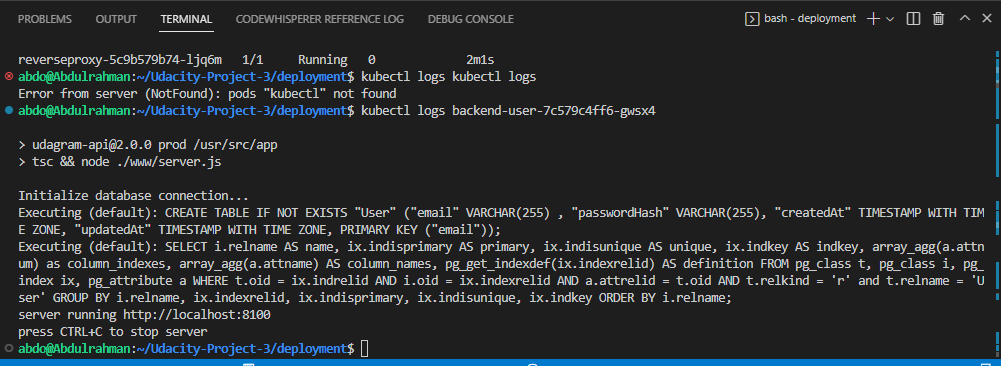 PROBLEMS OUTPUT TERMINAL CODEWHISPERER REFERENCE LOG DEBUG CONSOLE bash - deployment
reverseproxy-5c9b579b74-ljq6m 1/1 Running 0 2m1s
abdo@Abdulrahman:~/Udacity-Project-3/deployment$ kubectl logs kubectl logs
Error from server (NotFound): pods "kubectl" not found
abdo@Abdulrahman:~/Udacity-Project-3/deployment$ kubectl logs backend-user-7c579c4ff6-gwsx4
> udagram-api@2.0.0 prod /usr/src/app
> tsc && node ./www/server.js
Initialize database connection...
Executing (default): CREATE TABLE IF NOT EXISTS "User" ("email" VARCHAR(255) , "passwordHash" VARCHAR(255), "createdAt" TIMESTAMP WITH TIM
E ZONE, "updatedAt" TIMESTAMP WITH TIME ZONE, PRIMARY KEY ("email"));
Executing (default): SELECT i.relname AS name, ix.indisprimary AS primary, ix.indisunique AS unique, ix.indkey AS indkey, array_agg(a.attn
um) as column_indexes, array_agg(a.attname) AS column_names, pg_get_indexdef(ix.indexrelid) AS definition FROM pg_class t, pg_class i, pg_
index ix, pg_attribute a WHERE t.oid = ix.indrelid AND i.oid = ix.indexrelid AND a.attrelid = t.oid AND t.relkind = 'r' and t.relname = 'U
ser' GROUP BY i.relname, ix.indexrelid, ix.indisprimary, ix.indisunique, ix.indkey ORDER BY i.relname;
server running http://localhost:8100
press CTRL+C to stop server
abdo@Abdulrahman:~/Udacity-Project-3/deployment$